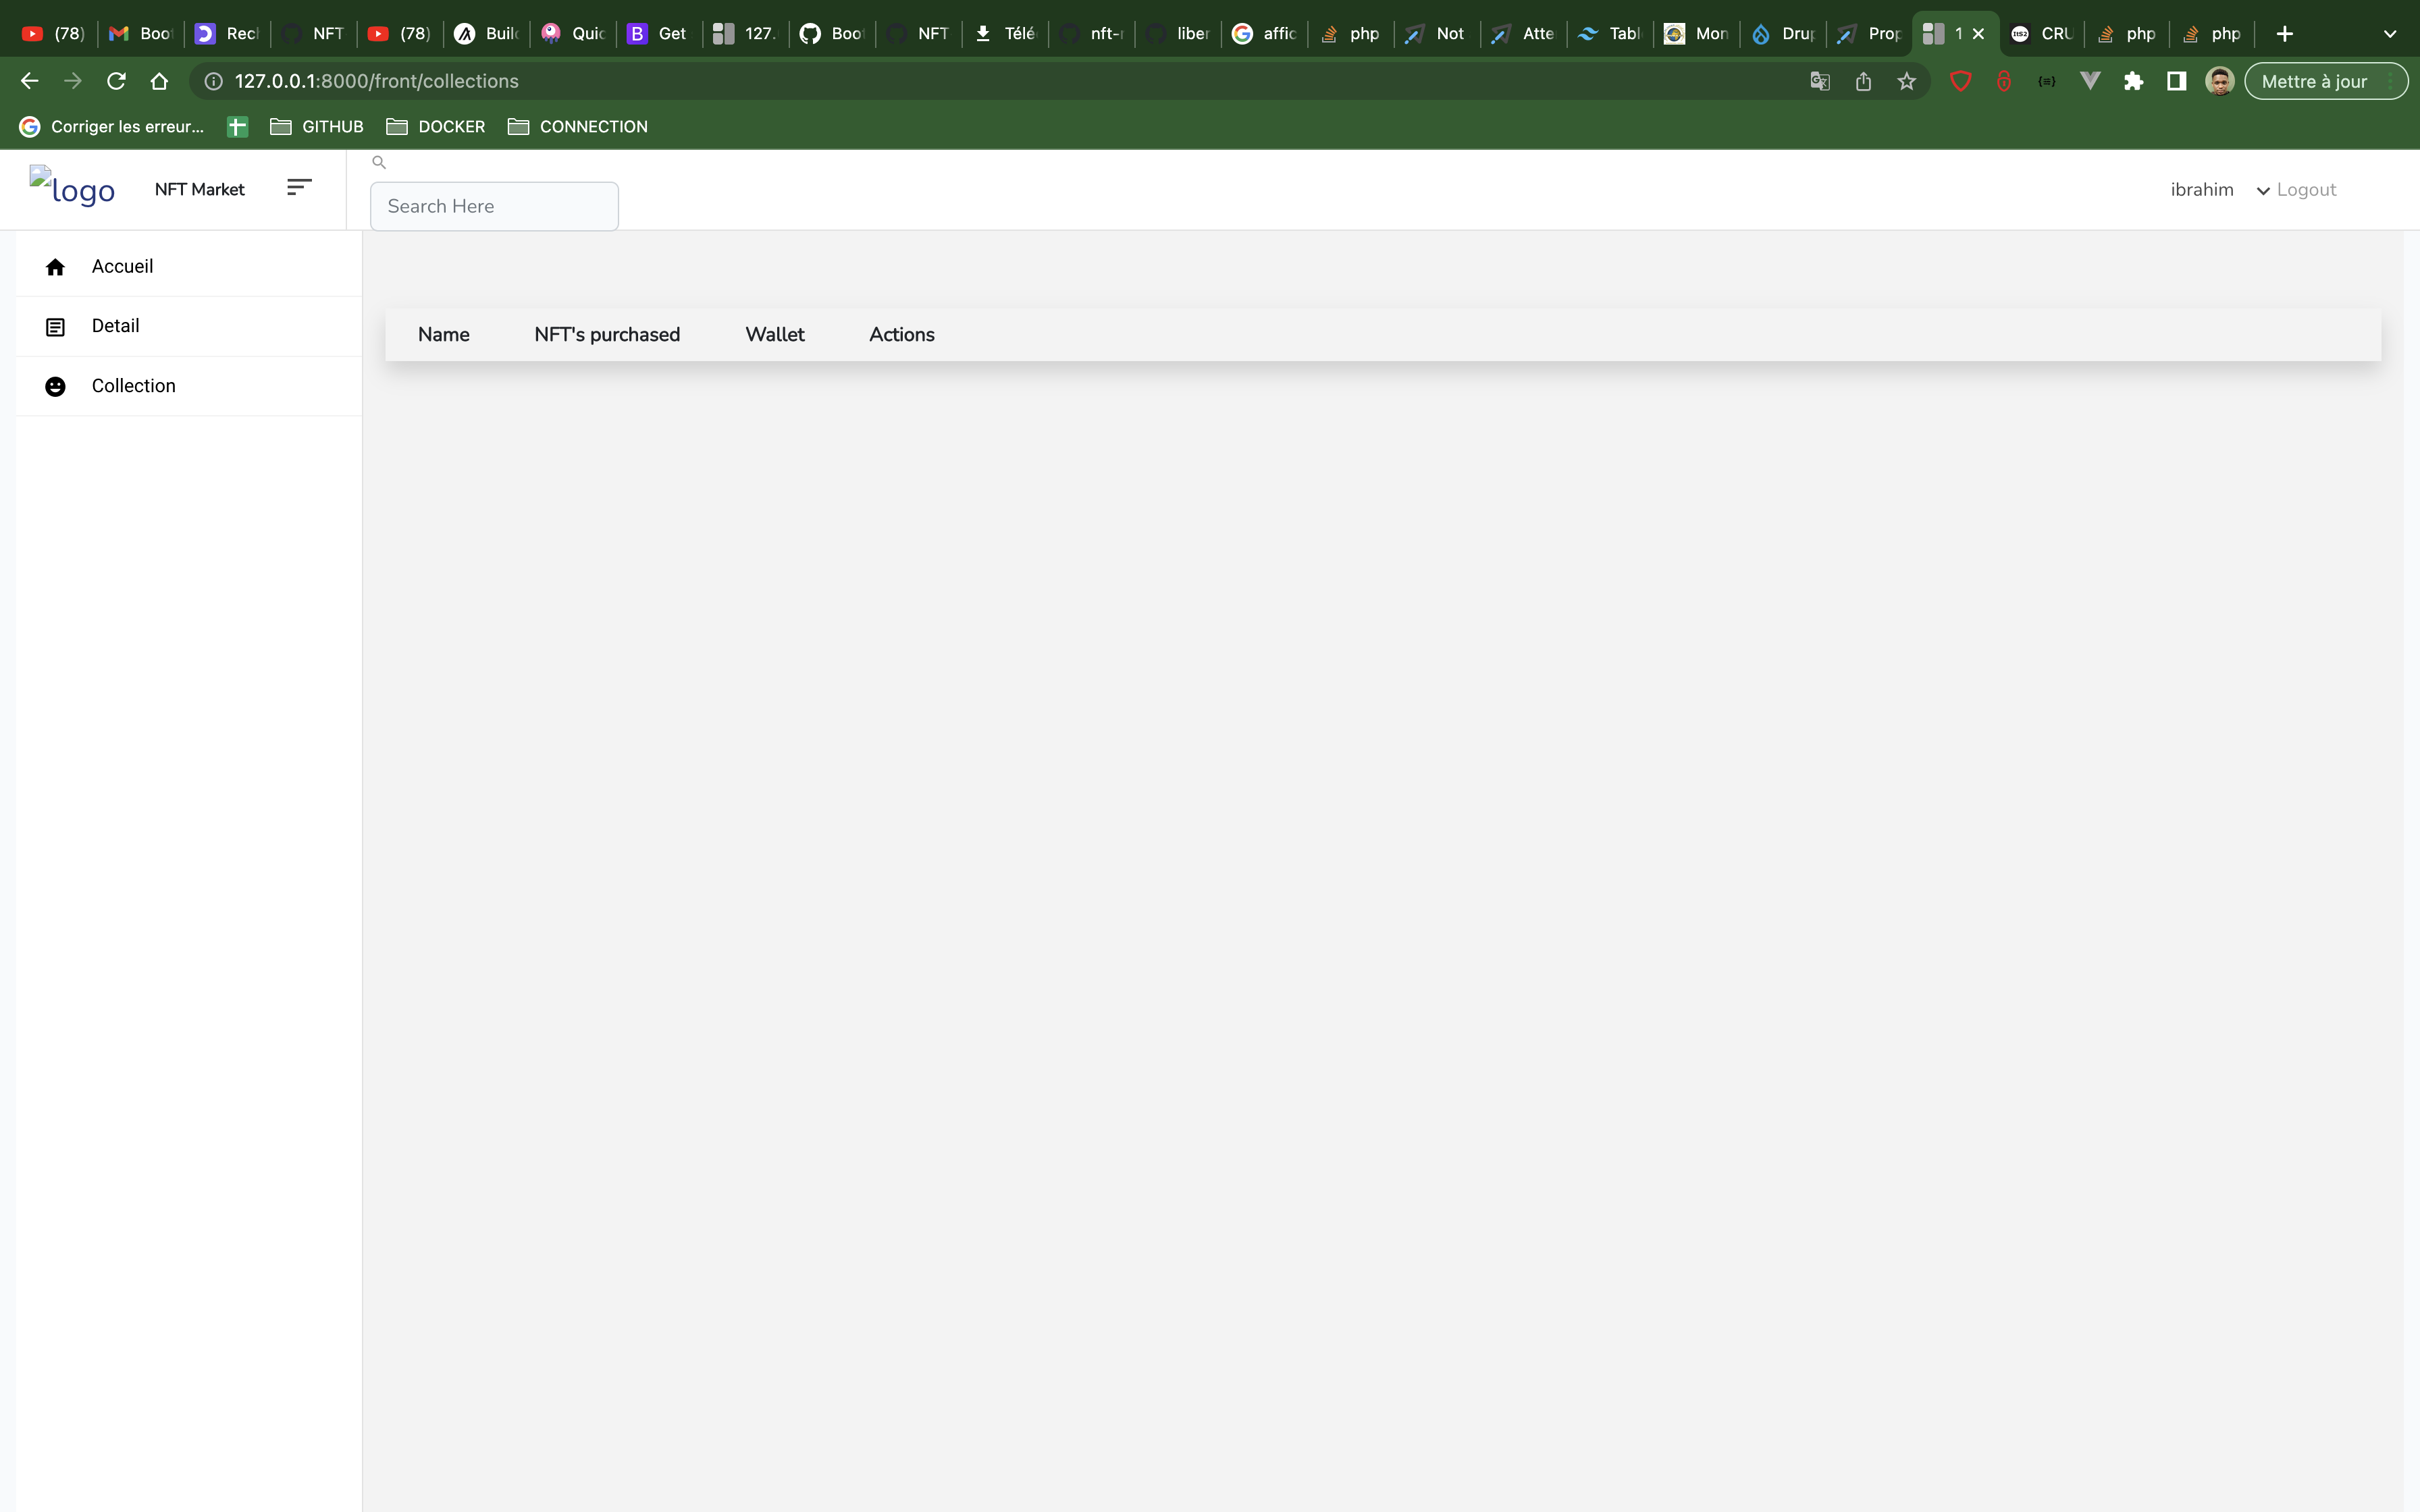 (78) Boo Rec NFT (78) Buil Quic Get 127. Boo NFT Télé nft-r liber affic php Not Atte Tabl Mon Drup Prop 1 CRU php php
127.0.0.1:8000/front/collections Mettre à jour
Corriger les erreur... GITHUB DOCKER CONNECTION
logo NFT Market ibrahim Logout
Search Here
Accueil
Detail
Collection
Name NFT's purchased Wallet Actions